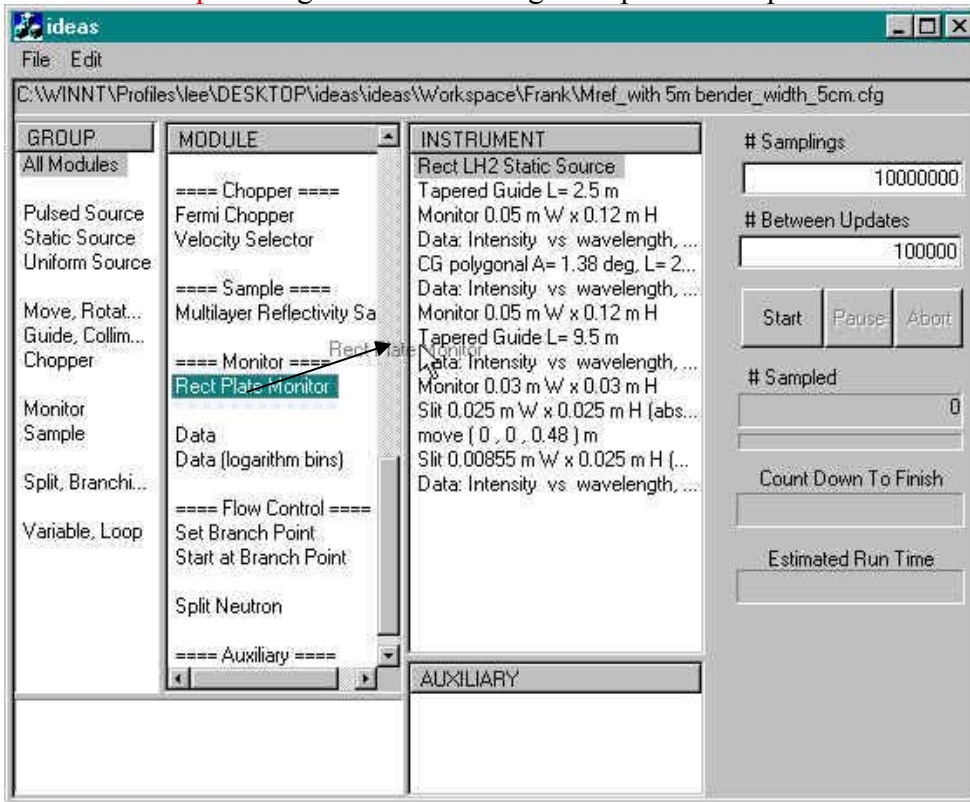 ideas
File Edit
C:\WINNT\Profiles\lee\DESKTOP\ideas\ideas\Workspace\Frank\Mref_with 5m bender_width_5cm.cfg
GROUP
All Modules
Pulsed Source
Static Source
Uniform Source
Move, Rotat...
Guide, Collim...
Chopper
Monitor
Sample
Split, Branchi...
Variable, Loop
MODULE
==== Chopper ====
Fermi Chopper
Velocity Selector
==== Sample ====
Multilayer Reflectivity Sa
==== Monitor ====
Rect Plate Monitor
Rect Plate Monitor
Data
Data (logarithm bins)
==== Flow Control ====
Set Branch Point
Start at Branch Point
Split Neutron
==== Auxiliary ====
INSTRUMENT
Rect LH2 Static Source
Tapered Guide L= 2.5 m
Monitor 0.05 m W x 0.12 m H
Data: Intensity vs wavelength, ...
CG polygonal A= 1.38 deg, L= 2...
Data: Intensity vs wavelength, ...
Monitor 0.05 m W x 0.12 m H
Tapered Guide L= 9.5 m
Data: Intensity vs wavelength, ...
Monitor 0.03 m W x 0.03 m H
Slit 0.025 m W x 0.025 m H (abs...
move ( 0 , 0 , 0.48 ) m
Slit 0.00855 m W x 0.025 m H (...
Data: Intensity vs wavelength, ...
AUXILIARY
# Samplings
10000000
# Between Updates
100000
Start Pause Abort
# Sampled
0
Count Down To Finish
Estimated Run Time